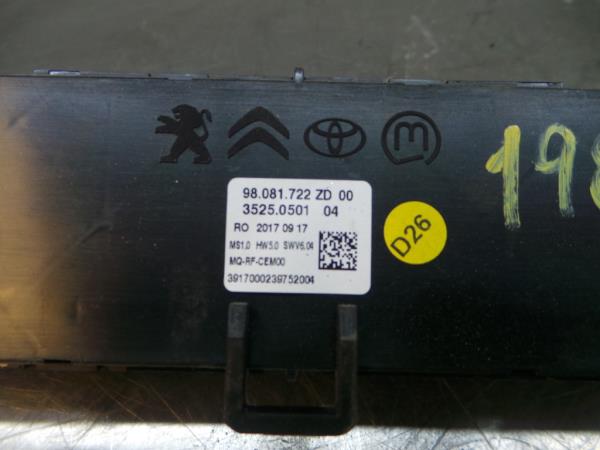 98.081.722 ZD 00
3525.0501 04
RO 2017 09 17
MS1.0 HW5.0 SWV6.04
MQ-RF-CEM00
3917000239752004
D26
198